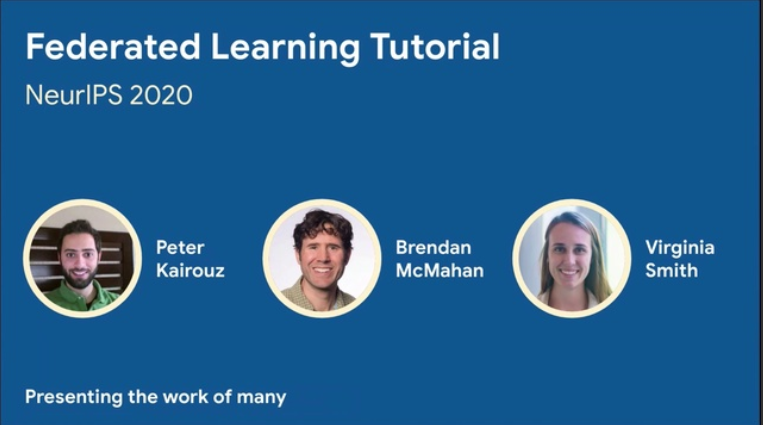 Federated Learning Tutorial
NeurIPS 2020
Peter
Kairouz
Brendan
McMahan
Virginia
Smith
Presenting the work of many